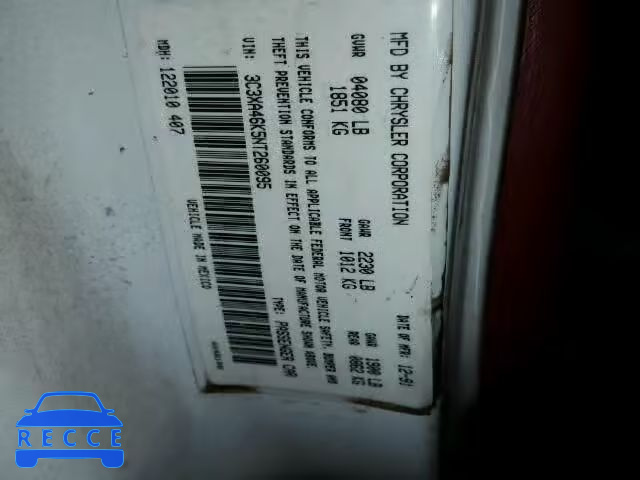 MFD BY CHRYSLER CORPORATION
DATE OF MFR: 12-91
GVWR 04080 LB
1851 KG
GAWR FRONT 2230 LB
1012 KG
GAWR REAR 1900 LB
0862 KG
THIS VEHICLE CONFORMS TO ALL APPLICABLE FEDERAL MOTOR VEHICLE SAFETY, BUMPER AND
THEFT PREVENTION STANDARDS IN EFFECT ON THE DATE OF MANUFACTURE SHOWN ABOVE.
VIN: 3C3XA46K5NT260095
TYPE: PASSENGER CAR
MDH: 122010 407
VEHICLE MADE IN MEXICO
RECCE